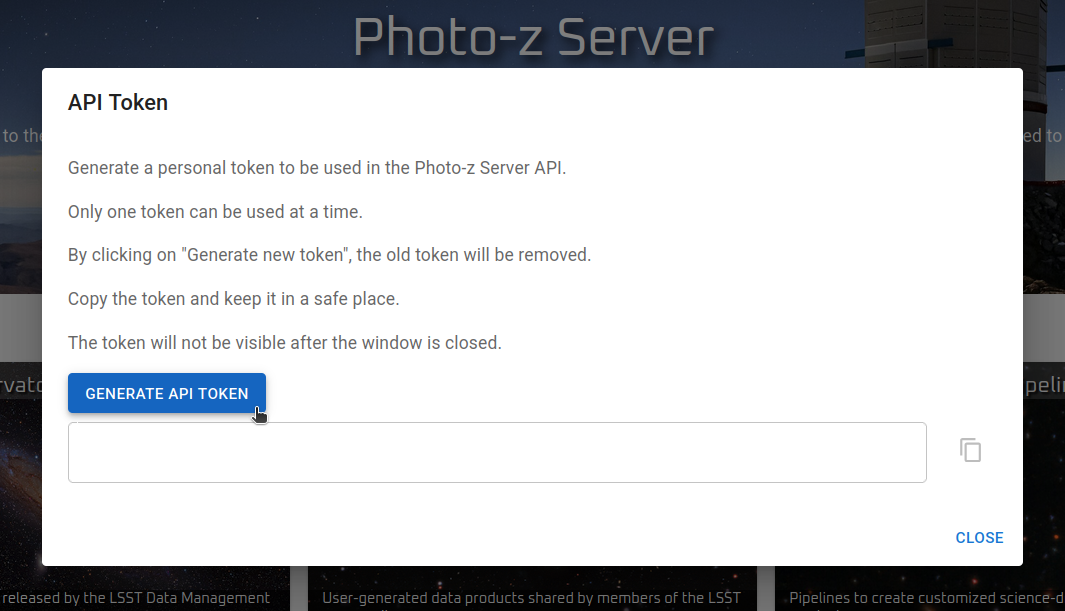 Photo-z Server
API Token
to the
ed to
Generate a personal token to be used in the Photo-z Server API.
Only one token can be used at a time.
By clicking on "Generate new token", the old token will be removed.
Copy the token and keep it in a safe place.
The token will not be visible after the window is closed.
rvato
GENERATE API TOKEN
pelin
CLOSE
released by the LSST Data Management
User-generated data products shared by members of the LSST
Pipelines to create customized science-d